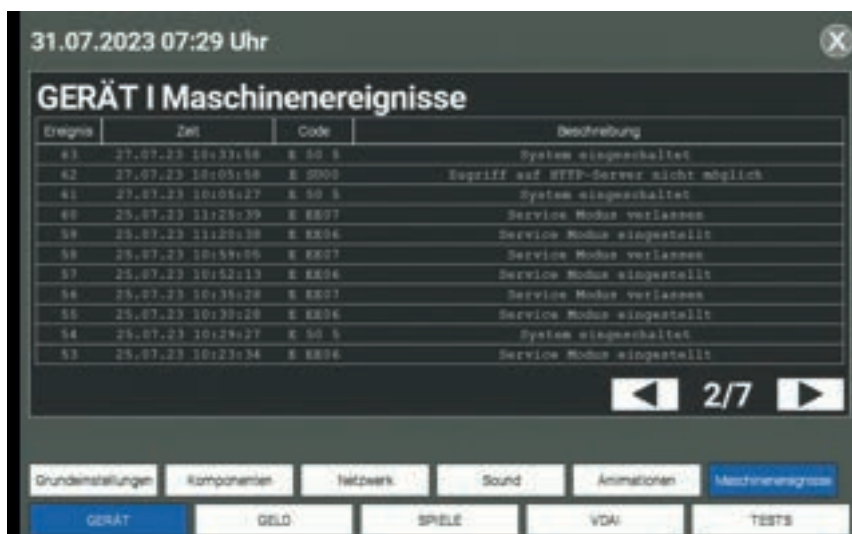 31.07.2023 07:29 Uhr
X
GERÄT I Maschinenereignisse
Ereignis Zeit Code Beschreibung
63 27.07.23 10:33:58 E 50 5 System eingeschaltet
62 27.07.23 10:05:58 E SD00 Zugriff auf HTTP-Server nicht möglich
61 27.07.23 10:05:27 E 50 5 System eingeschaltet
60 25.07.23 11:25:39 E EE07 Service Modus verlassen
59 25.07.23 11:20:38 E EE06 Service Modus eingestellt
58 25.07.23 10:59:05 E EE07 Service Modus verlassen
57 25.07.23 10:52:13 E EE06 Service Modus eingestellt
56 25.07.23 10:35:28 E EE07 Service Modus verlassen
55 25.07.23 10:30:28 E EE06 Service Modus eingestellt
54 25.07.23 10:29:27 E 50 5 System eingeschaltet
53 25.07.23 10:23:34 E EE06 Service Modus eingestellt
2/7
Grundeinstellungen Komponenten Netzwerk Sound Animationen Maschinenereignisse
GERÄT GELD SPIELE VDAI TESTS